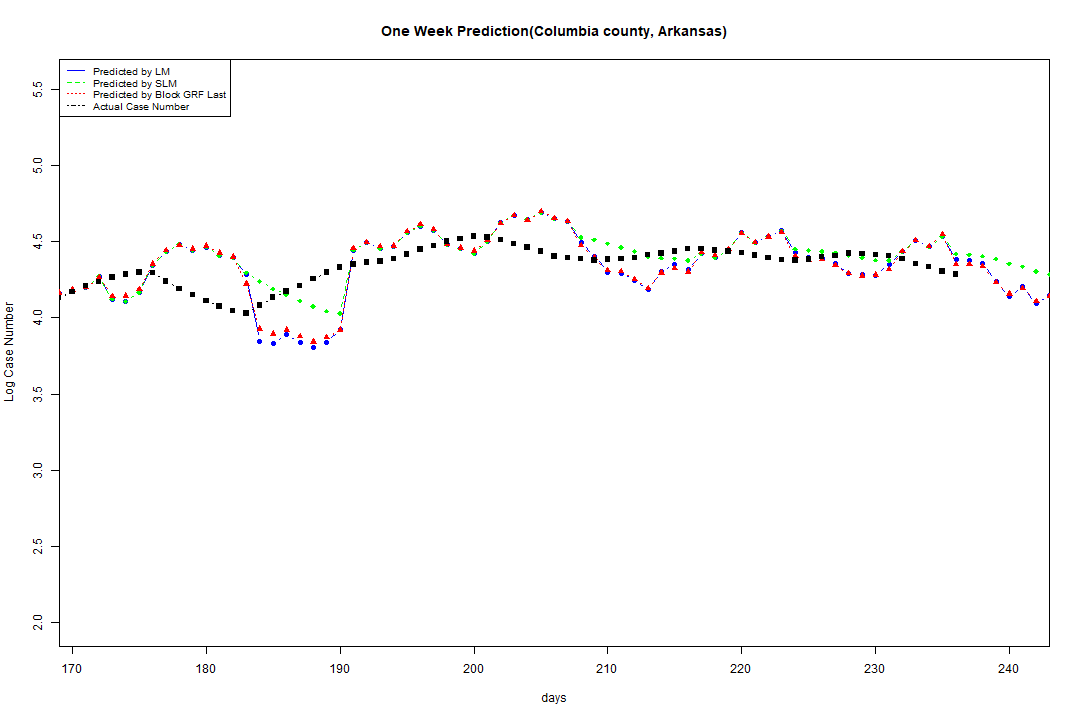 One Week Prediction(Columbia county, Arkansas)
Predicted by LM
Predicted by SLM
Predicted by Block GRF Last
Actual Case Number
5.5
5.0
4.5
4.0
3.5
3.0
2.5
2.0
Log Case Number
170 180 190 200 210 220 230 240
days